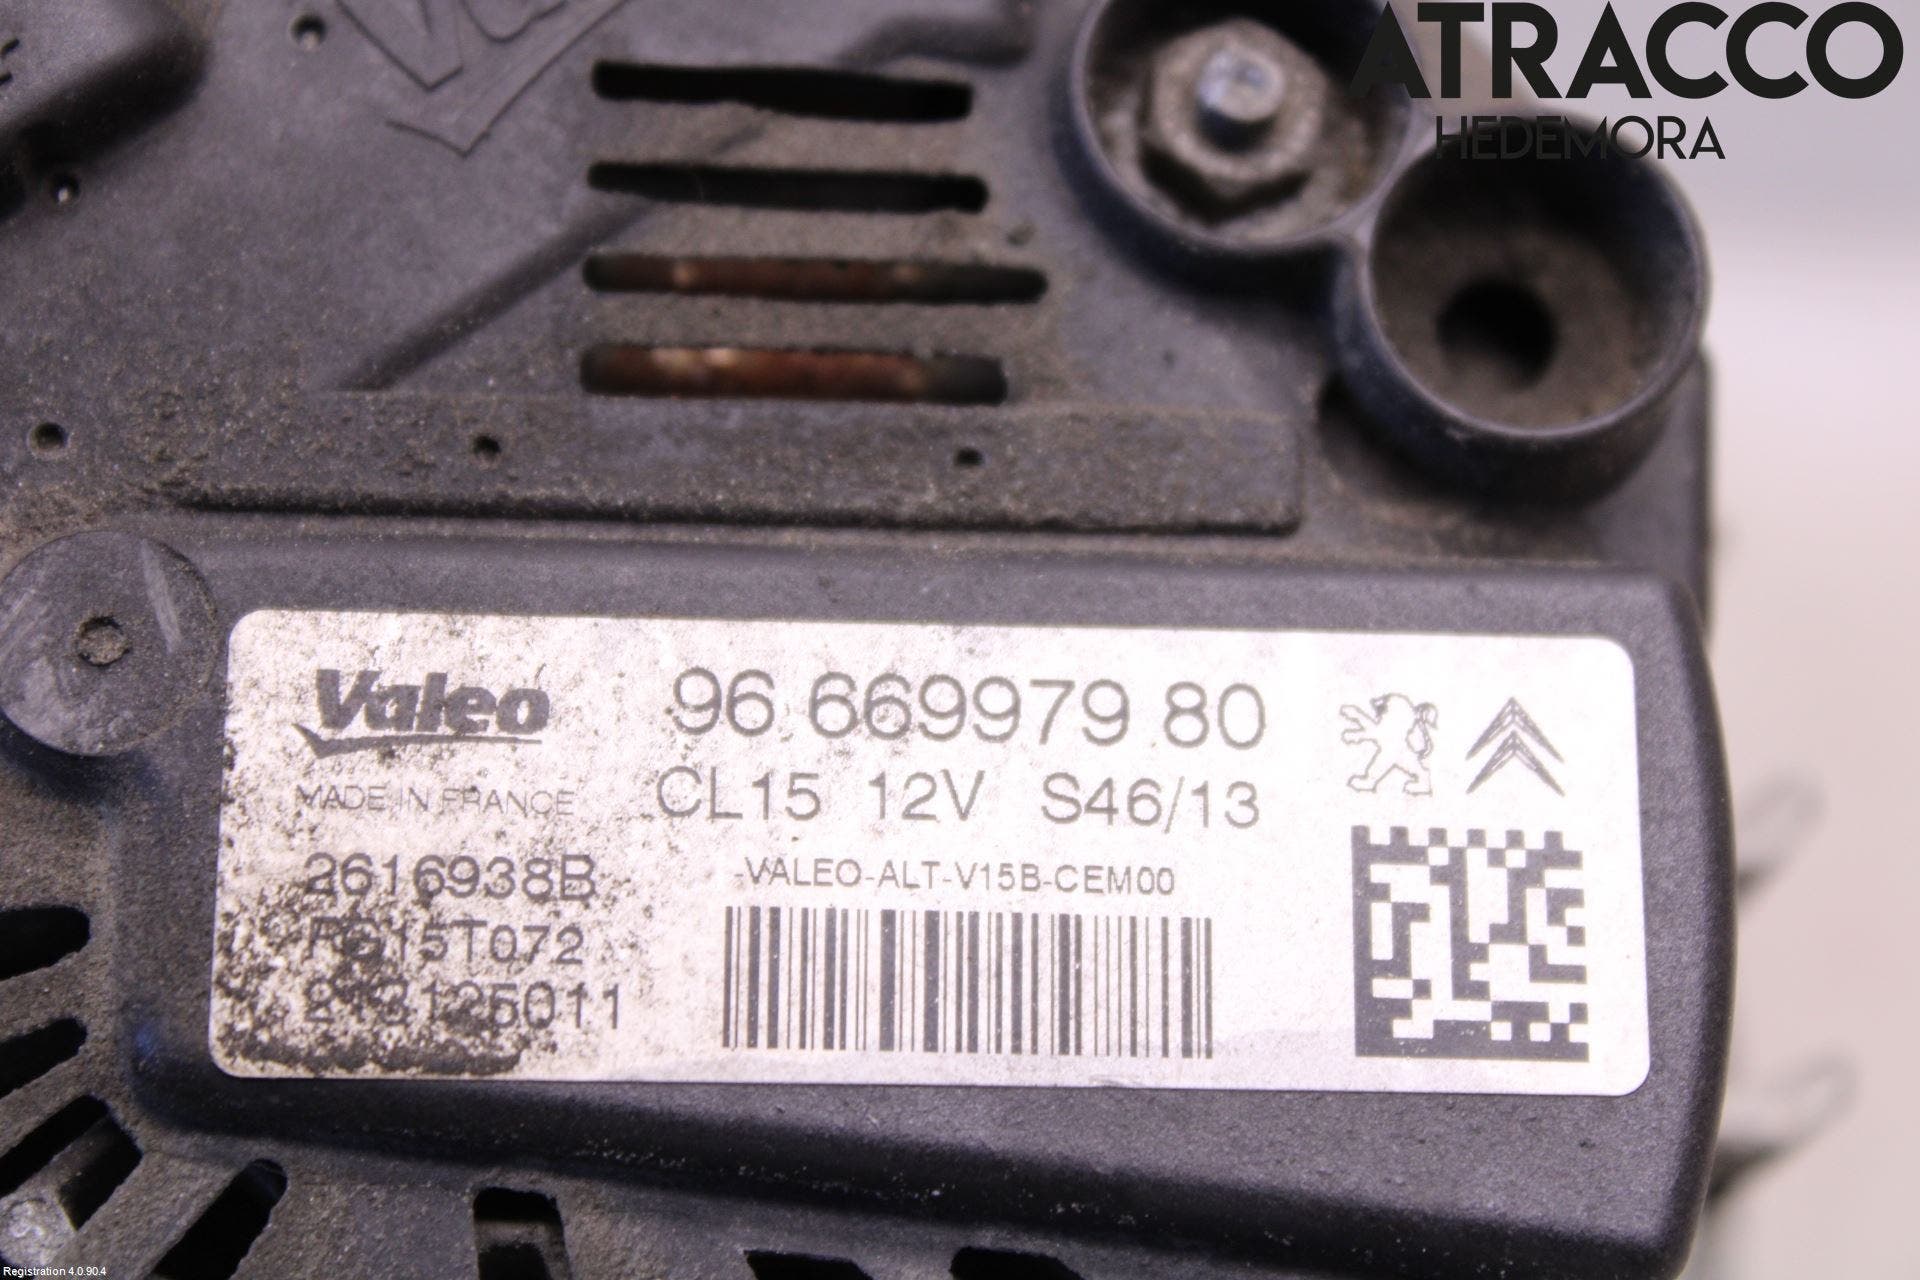 ATRACCO
HEDEMORA
Valeo
96 669979 80
MADE IN FRANCE
CL15 12V S46/13
2616938B
-VALEO-ALT-V15B-CEM00
FG15T072
213125011
Registration 4.0.90.4